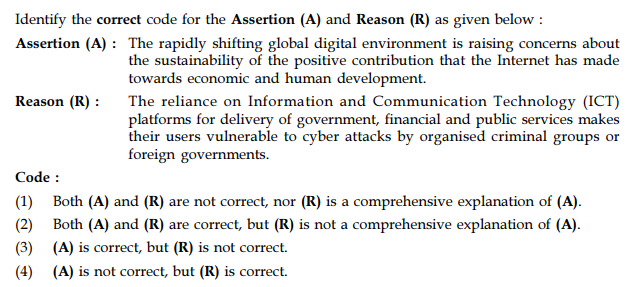 Identify the correct code for the Assertion (A) and Reason (R) as given below :
Assertion (A) : The rapidly shifting global digital environment is raising concerns about
the sustainability of the positive contribution that the Internet has made
towards economic and human development.
Reason (R) : The reliance on Information and Communication Technology (ICT)
platforms for delivery of government, financial and public services makes
their users vulnerable to cyber attacks by organised criminal groups or
foreign governments.
Code :
(1) Both (A) and (R) are not correct, nor (R) is a comprehensive explanation of (A).
(2) Both (A) and (R) are correct, but (R) is not a comprehensive explanation of (A).
(3) (A) is correct, but (R) is not correct.
(4) (A) is not correct, but (R) is correct.